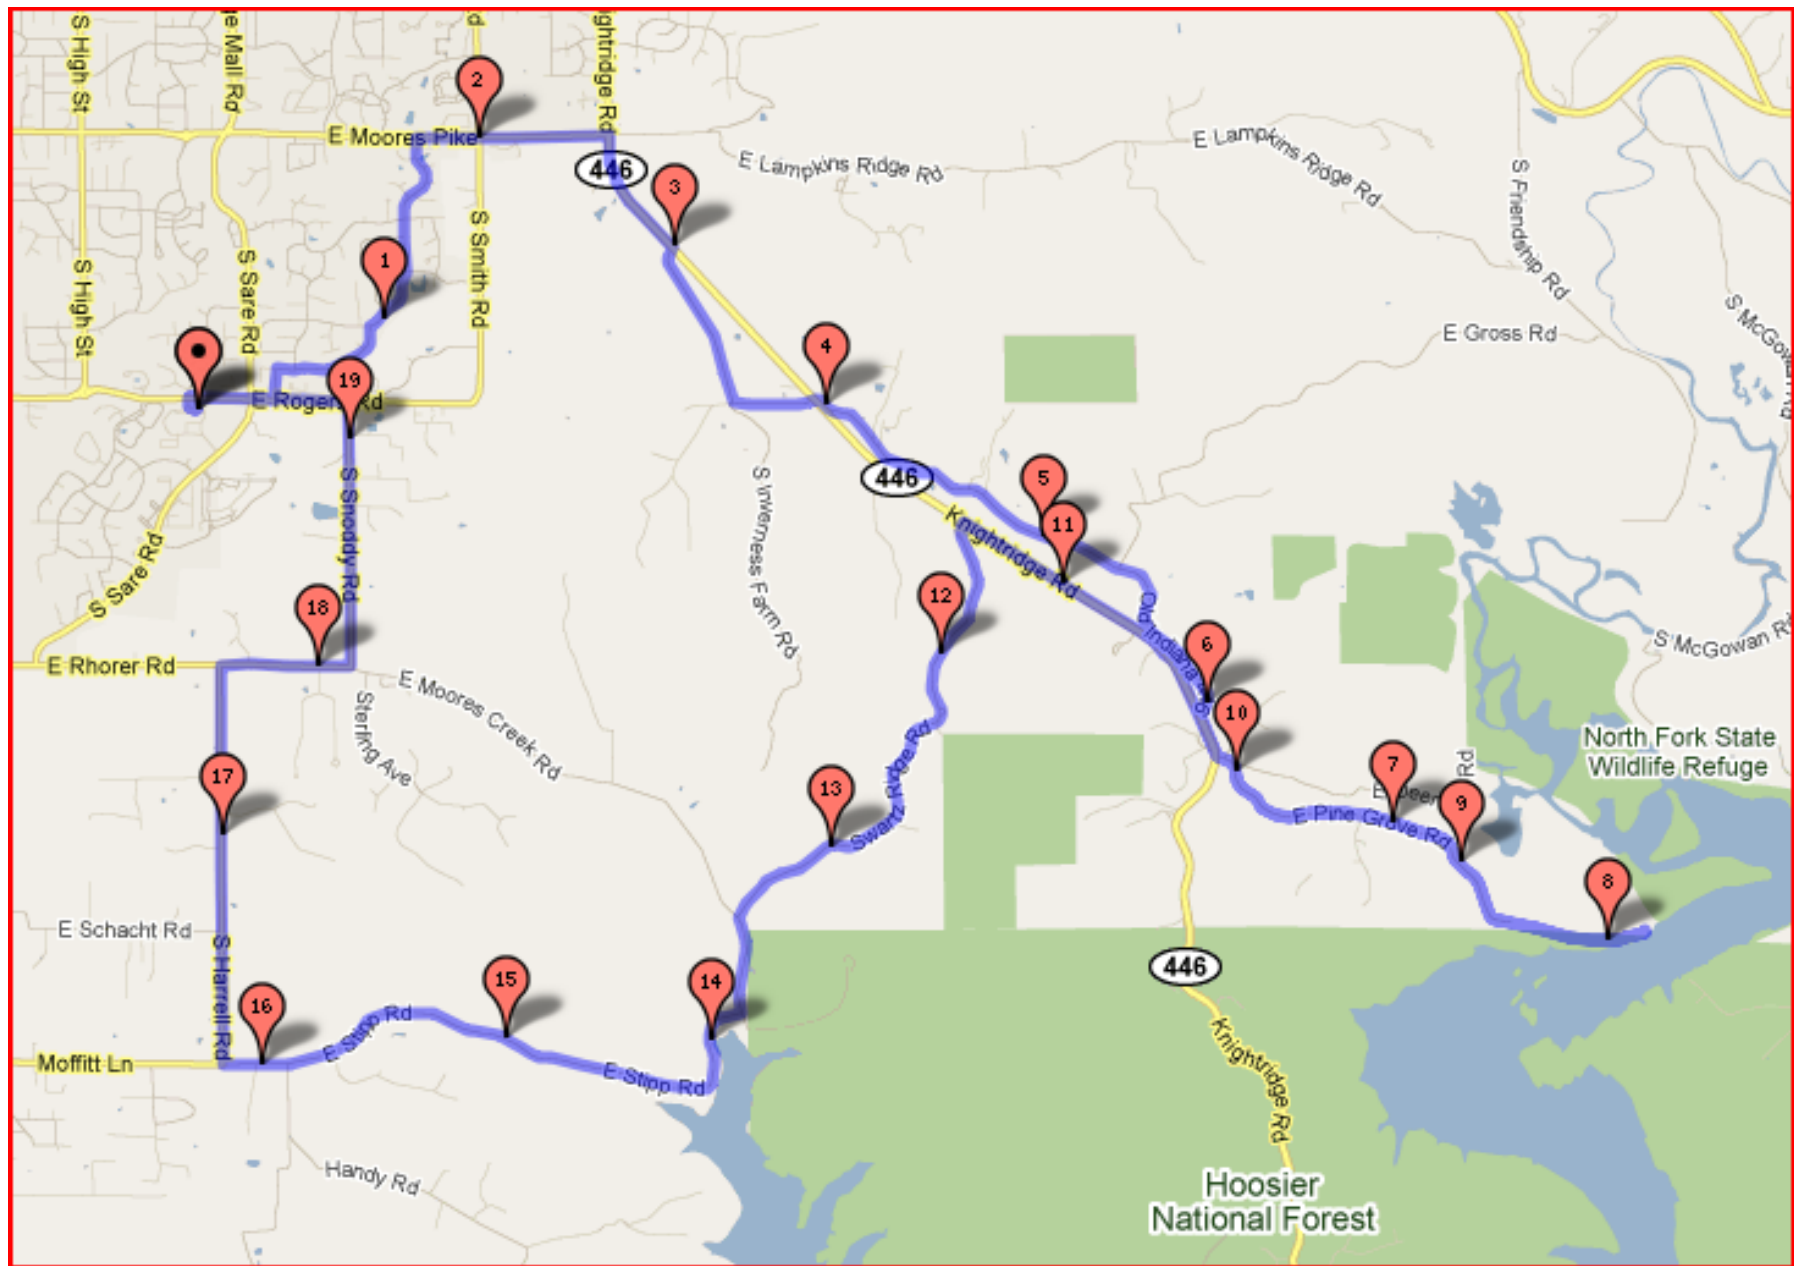 S High St
ge Mall Rd
d
ightridge Rd
2
E Moores Pike
446
E Lampkins Ridge Rd
E Lampkins Ridge Rd
3
S Friendship Rd
S High St
S Sare Rd
1
S Smith Rd
S McGowan Rd
E Gross Rd
4
19
E Rogers Rd
S Snoddy Rd
S Inverness Farm Rd
446
5
11
Knightridge Rd
S Sare Rd
18
12
Old Indiana 446
6
E Rhorer Rd
S McGowan Rd
E Moores Creek Rd
Sterling Ave
10
North Fork State
Wildlife Refuge
17
13
Swartz Ridge Rd
7
Rd
9
E Pine Grove Rd
8
E Schacht Rd
S Harrell Rd
446
14
15
16
E Stipp Rd
Moffitt Ln
E Stipp Rd
Knightridge Rd
Handy Rd
Hoosier
National Forest